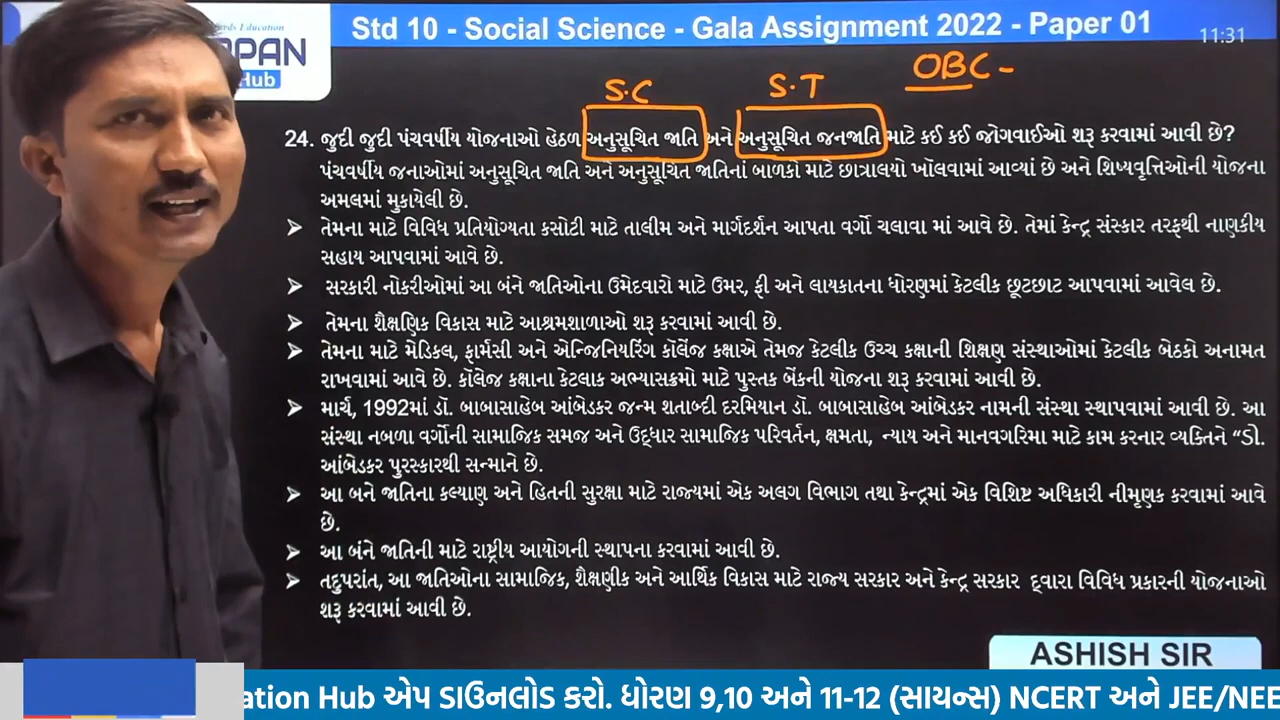 Std 10 - Social Science - Gala Assignment 2022 - Paper 01
11:31
Education
PAN
Hub
OBC -
S.C S.T
24. જુદી જુદી પંચવર્ષીય યોજનાઓ હેઠળ અનુસૂચિત જાતિ અને અનુસૂચિત જનજાતિ માટે કઈ કઈ જોગવાઈઓ શરૂ કરવામાં આવી છે?
પંચવર્ષીય જનાઓમાં અનુસૂચિત જાતિ અને અનુસૂચિત જાતિનાં બાળકો માટે છાત્રાલયો ખોલવામાં આવ્યાં છે અને શિષ્યવૃત્તિઓની યોજના
અમલમાં મુકાયેલી છે.
➤ તેમના માટે વિવિધ પ્રતિયોગ્યતા કસોટી માટે તાલીમ અને માર્ગદર્શન આપતા વર્ગો ચલાવા માં આવે છે. તેમાં કેન્દ્ર સંસ્કાર તરફથી નાણકીય
સહાય આપવામાં આવે છે.
➤ સરકારી નોકરીઓમાં આ બંને જાતિઓના ઉમેદવારો માટે ઉમર, ફી અને લાયકાતના ધોરણમાં કેટલીક છૂટછાટ આપવામાં આવેલ છે.
➤ તેમના શૈક્ષણિક વિકાસ માટે આશ્રમશાળાઓ શરૂ કરવામાં આવી છે.
➤ તેમના માટે મેડિકલ, ફાર્મસી અને એન્જિનિયરિંગ કૉલેંજ કક્ષાએ તેમજ કેટલીક ઉચ્ચ કક્ષાની શિક્ષણ સંસ્થાઓમાં કેટલીક બેઠકો અનામત
રાખવામાં આવે છે. કૉલેજ કક્ષાના કેટલાક અભ્યાસક્રમો માટે પુસ્તક બેંકની યોજના શરૂ કરવામાં આવી છે.
➤ માર્ચ, 1992માં ડૉ. બાબાસાહેબ આંબેડકર જન્મ શતાબ્દી દરમિયાન ડૉ. બાબાસાહેબ આંબેડકર નામની સંસ્થા સ્થાપવામાં આવી છે. આ
સંસ્થા નબળા વર્ગોની સામાજિક સમજ અને ઉદ્ધાર સામાજિક પરિવર્તન, ક્ષમતા, ન્યાય અને માનવગરિમા માટે કામ કરનાર વ્યક્તિને “ડો.
આંબેડકર પુરસ્કારથી સન્માને છે.
➤ આ બને જાતિના કલ્યાણ અને હિતની સુરક્ષા માટે રાજ્યમાં એક અલગ વિભાગ તથા કેન્દ્રમાં એક વિશિષ્ટ અધિકારી નીમૃણક કરવામાં આવે
છે.
➤ આ બંને જાતિની માટે રાષ્ટ્રીય આયોગની સ્થાપના કરવામાં આવી છે.
➤ તદુપરાંત, આ જાતિઓના સામાજિક, શૈક્ષણીક અને આર્થિક વિકાસ માટે રાજ્ય સરકાર અને કેન્દ્ર સરકાર દ્વારા વિવિધ પ્રકારની યોજનાઓ
શરૂ કરવામાં આવી છે.
ASHISH SIR
ation Hub એપ ડાઉનલોડ કરો. ધોરણ 9,10 અને 11-12 (સાયન્સ) NCERT અને JEE/NEE